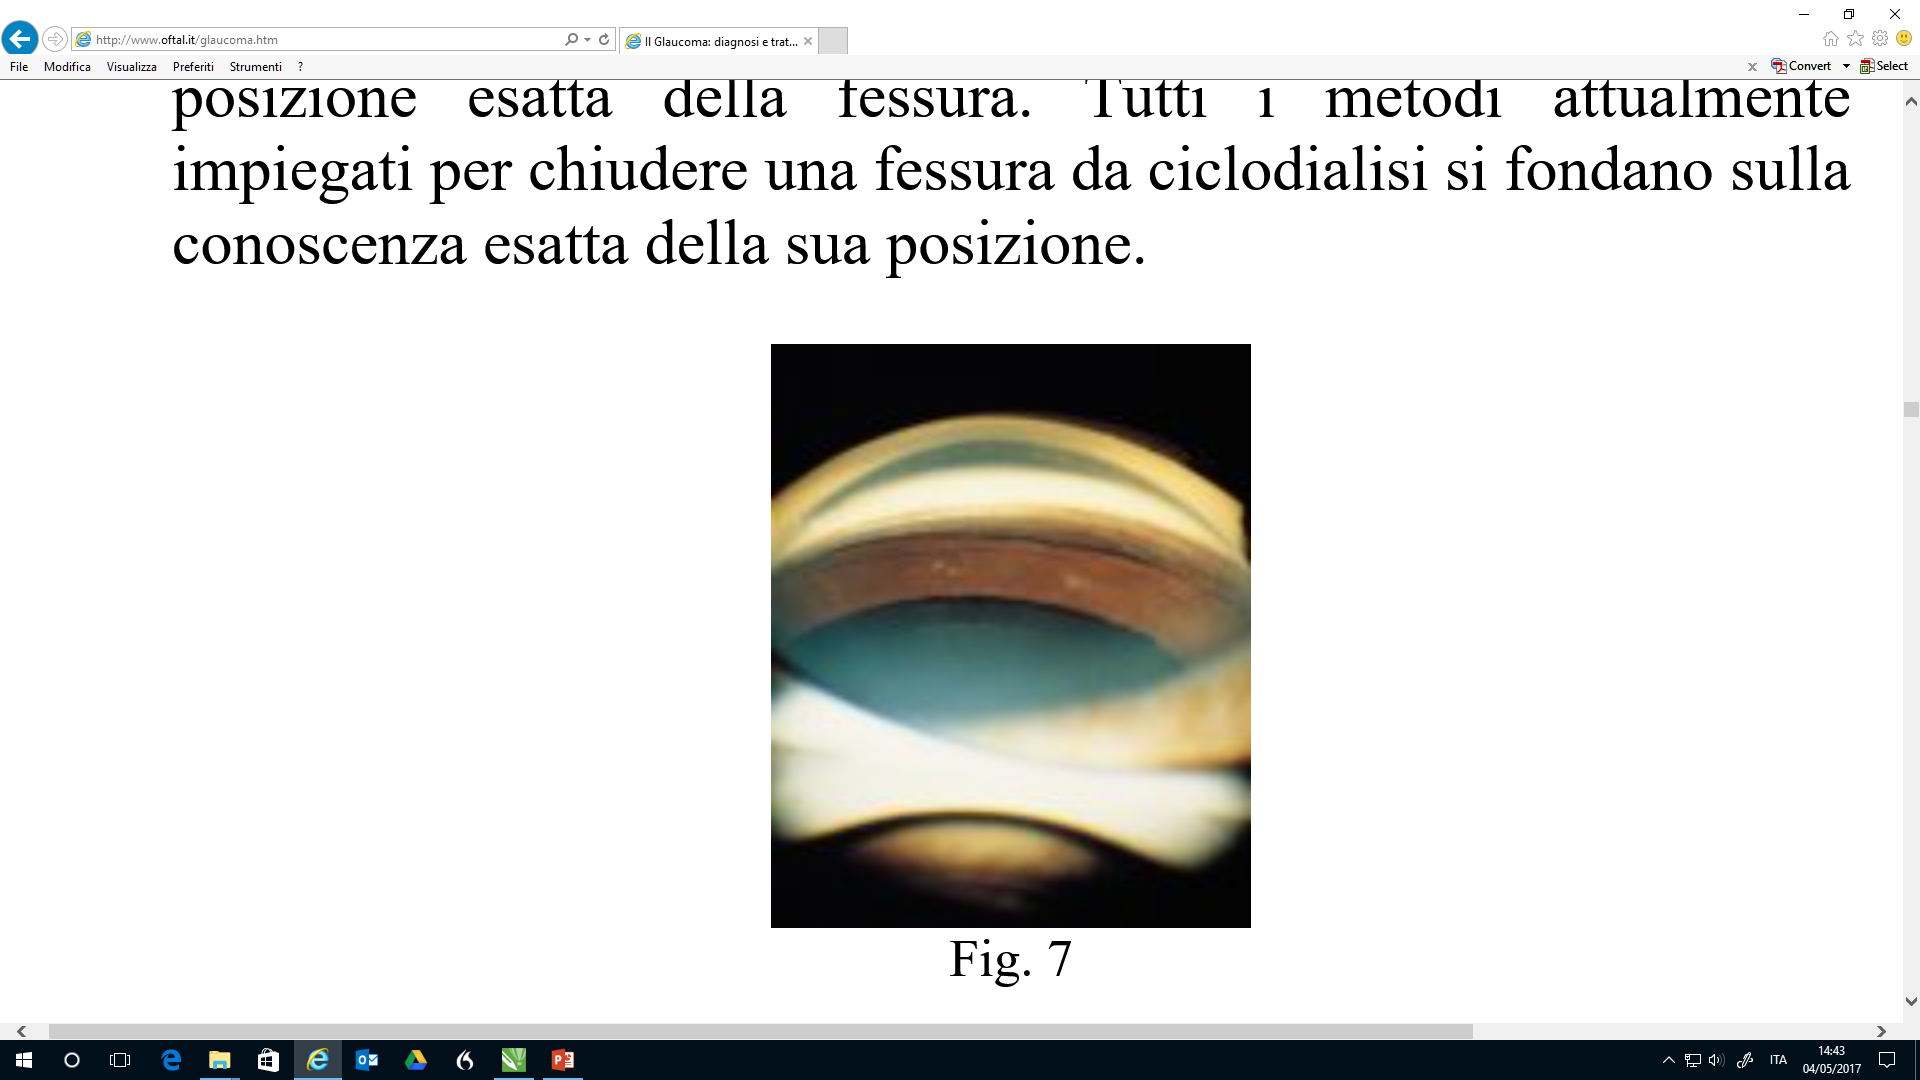 http://www.oftal.it/glaucoma.htm
Il Glaucoma: diagnosi e trat...
File Modifica Visualizza Preferiti Strumenti ?
Convert Select
posizione esatta della fessura. Tutti i metodi attualmente
impiegati per chiudere una fessura da ciclodialisi si fondano sulla
conoscenza esatta della sua posizione.
Fig. 7
ITA
14:43
04/05/2017